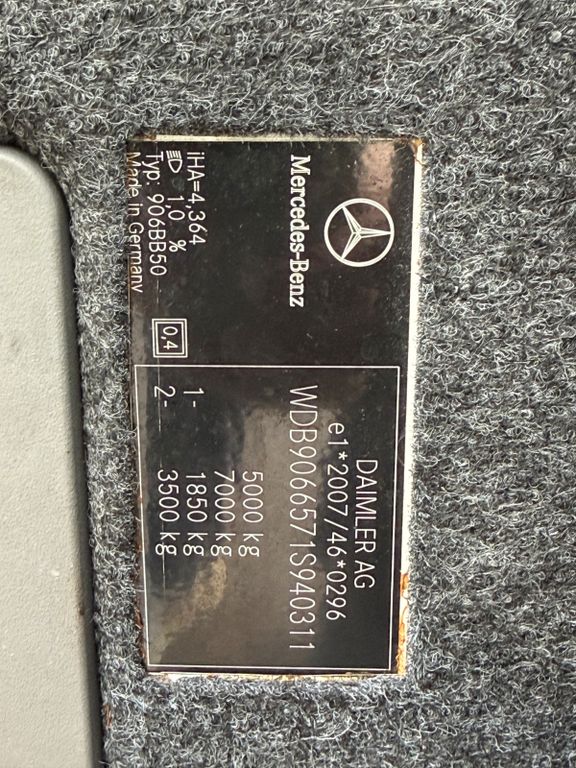 Mercedes-Benz
iHA=4,364
1,0 %
Typ: 906BB50
Made in Germany
0,4
DAIMLER AG
e1*2007/46*0296
WDB9066571S940311
5000 kg
7000 kg
1- 1850 kg
2- 3500 kg